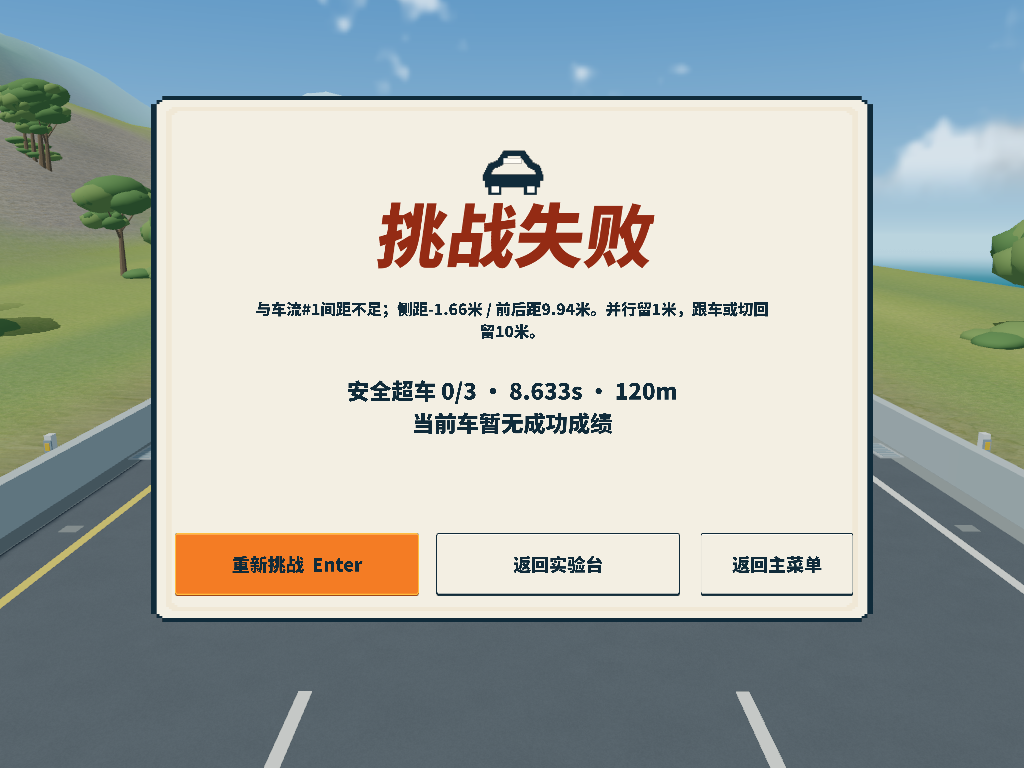 挑战失败
与车流#1间距不足；侧距-1.66米 / 前后距9.94米。并行留1米，跟车或切回
留10米。
安全超车 0/3 · 8.633s · 120m
当前车暂无成功成绩
重新挑战 Enter
返回实验台
返回主菜单